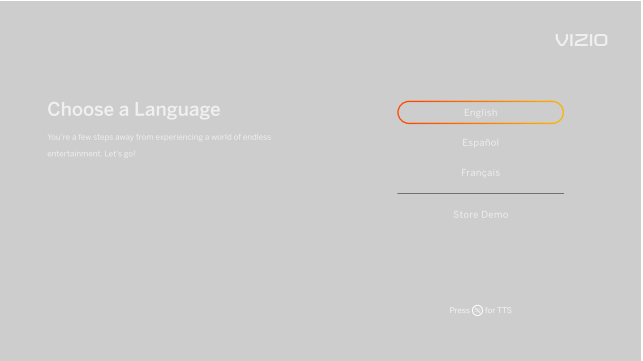 VIZIO
Choose a Language
You're a few steps away from experiencing a world of endless
entertainment. Let's go!
English
Español
Français
Store Demo
Press for TTS